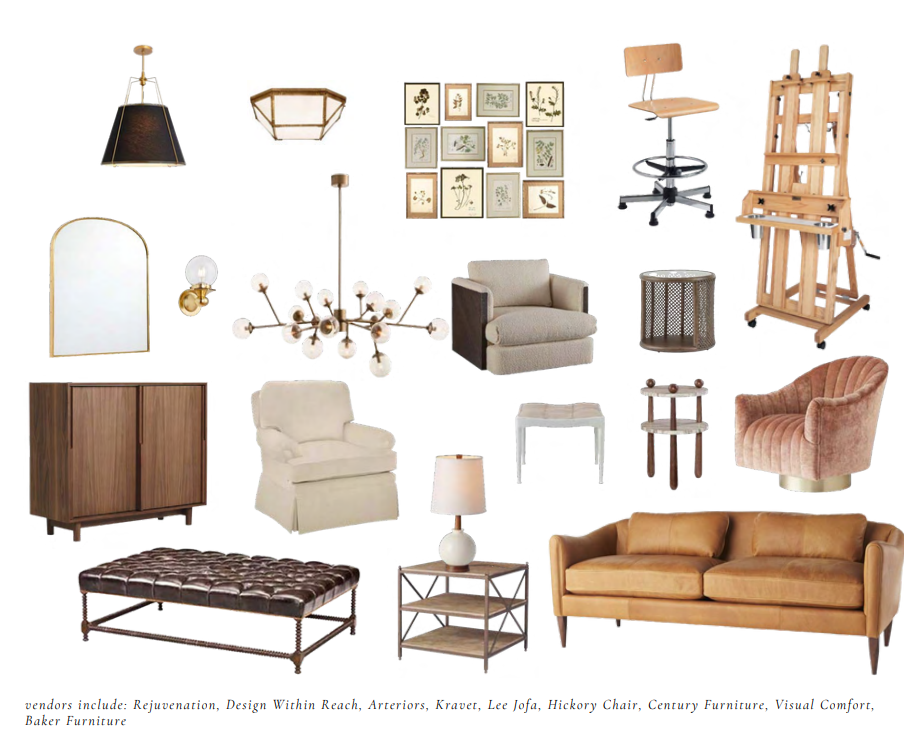 vendors include: Rejuvenation, Design Within Reach, Arteriors, Kravet, Lee Jofa, Hickory Chair, Century Furniture, Visual Comfort,
Baker Furniture